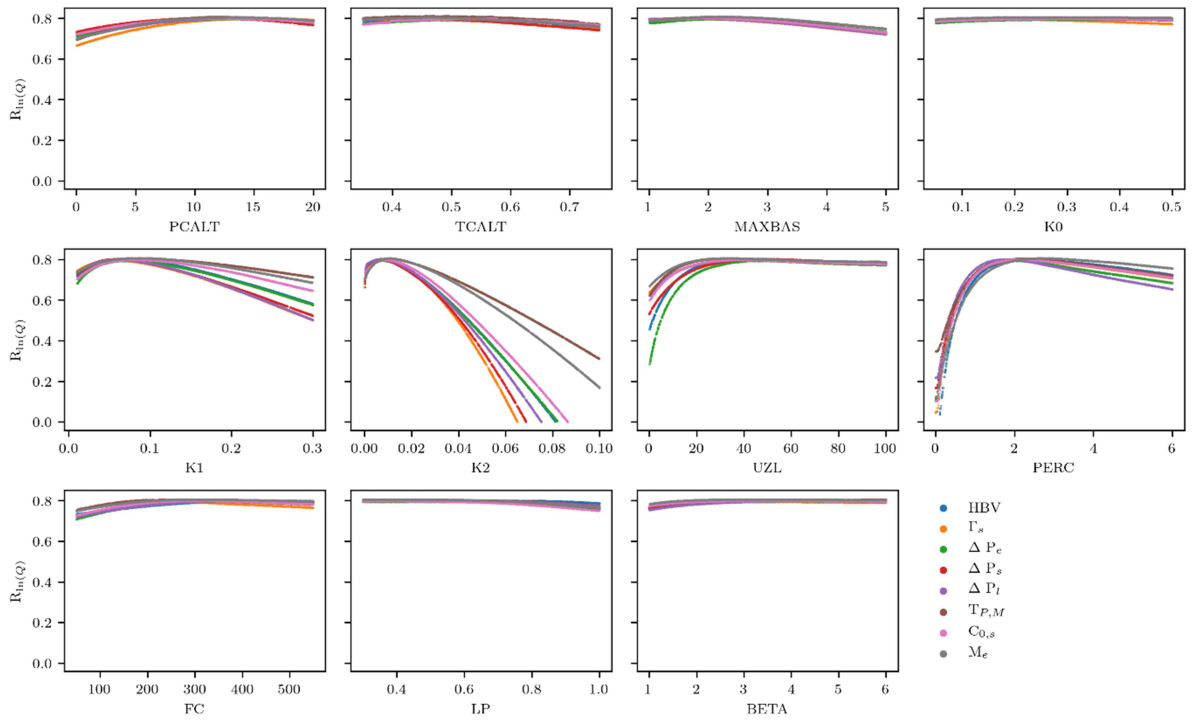 0.8
0.6
0.4
0.2
0.0
R_ln(Q)
0 5 10 15 20
PCALT
0.4 0.5 0.6 0.7
TCALT
1 2 3 4 5
MAXBAS
0.1 0.2 0.3 0.4 0.5
K0
0.8
0.6
0.4
0.2
0.0
R_ln(Q)
0.0 0.1 0.2 0.3
K1
0.00 0.02 0.04 0.06 0.08 0.10
K2
0 20 40 60 80 100
UZL
0 2 4 6
PERC
0.8
0.6
0.4
0.2
0.0
R_ln(Q)
100 200 300 400 500
FC
0.4 0.6 0.8 1.0
LP
1 2 3 4 5 6
BETA
HBV
Γ_s
Δ P_e
Δ P_s
Δ P_l
T_P,M
C_0,s
M_e